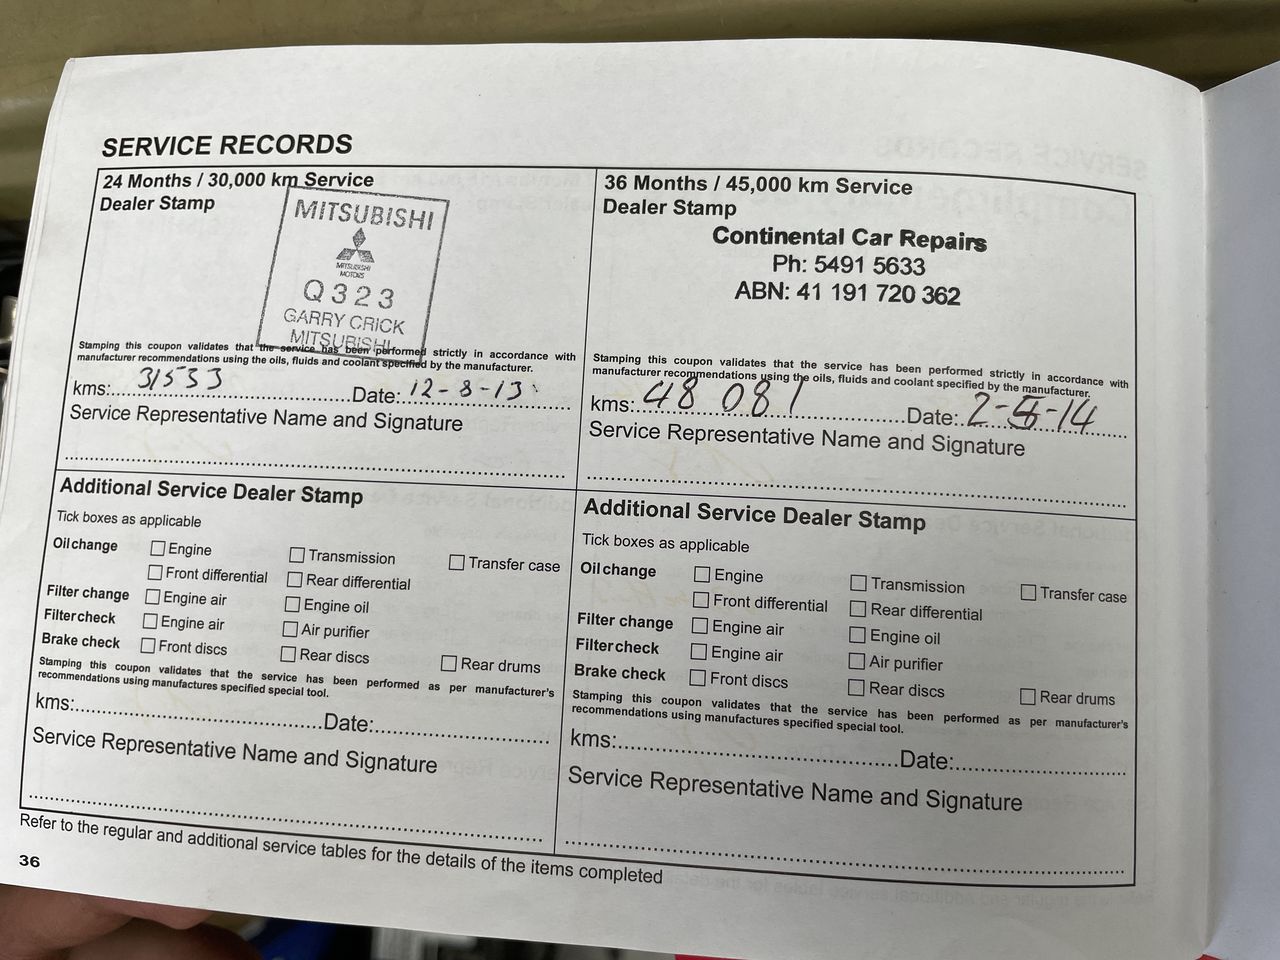 SERVICE RECORDS
24 Months / 30,000 km Service
Dealer Stamp
MITSUBISHI
MITSUBISHI
MOTORS
Q323
GARRY CRICK
MITSUBISHI
Stamping this coupon validates that the service has been performed strictly in accordance with
manufacturer recommendations using the oils, fluids and coolant specified by the manufacturer.
kms: 31533 Date: 12-8-13
Service Representative Name and Signature
36 Months / 45,000 km Service
Dealer Stamp
Continental Car Repairs
Ph: 5491 5633
ABN: 41 191 720 362
Stamping this coupon validates that the service has been performed strictly in accordance with
manufacturer recommendations using the oils, fluids and coolant specified by the manufacturer.
kms: 48 081 Date: 2-5-14
Service Representative Name and Signature
Additional Service Dealer Stamp
Tick boxes as applicable
Oil change Engine Transmission Transfer case
Front differential Rear differential
Filter change Engine air Engine oil
Filter check Engine air Air purifier
Brake check Front discs Rear discs Rear drums
Stamping this coupon validates that the service has been performed as per manufacturer's
recommendations using manufactures specified special tool.
kms: Date:
Service Representative Name and Signature
Additional Service Dealer Stamp
Tick boxes as applicable
Oil change Engine Transmission Transfer case
Front differential Rear differential
Filter change Engine air Engine oil
Filter check Engine air Air purifier
Brake check Front discs Rear discs Rear drums
Stamping this coupon validates that the service has been performed as per manufacturer's
recommendations using manufactures specified special tool.
kms: Date:
Service Representative Name and Signature
Refer to the regular and additional service tables for the details of the items completed
36